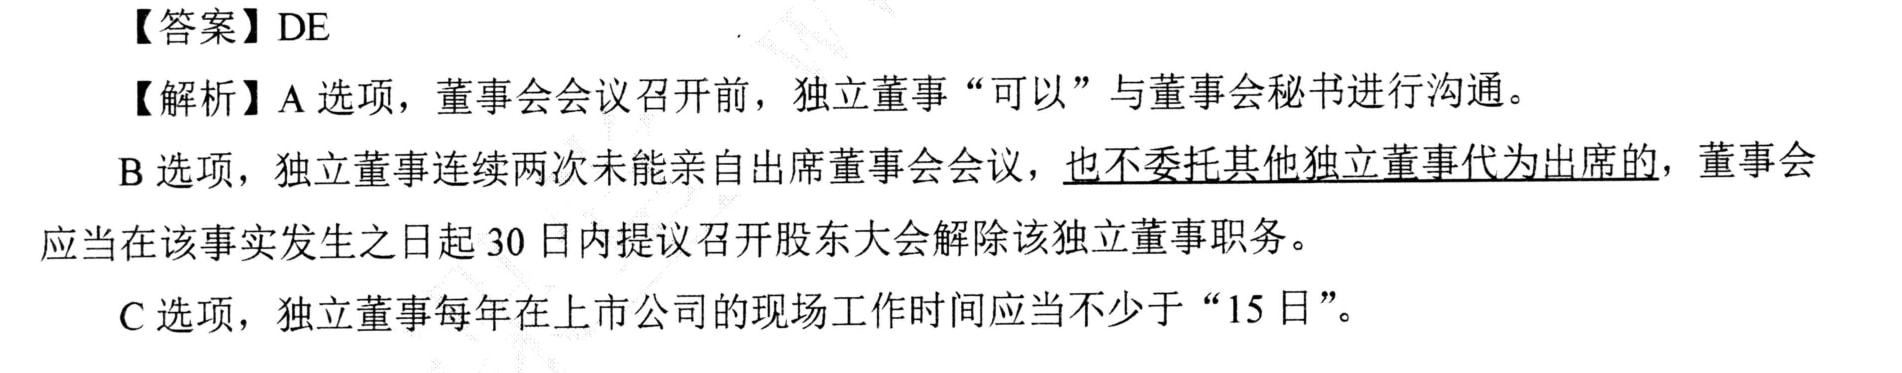 【答案】DE
【解析】A 选项，董事会会议召开前，独立董事“可以”与董事会秘书进行沟通。
B 选项，独立董事连续两次未能亲自出席董事会会议，也不委托其他独立董事代为出席的，董事会
应当在该事实发生之日起 30 日内提议召开股东大会解除该独立董事职务。
C 选项，独立董事每年在上市公司的现场工作时间应当不少于“15 日”。